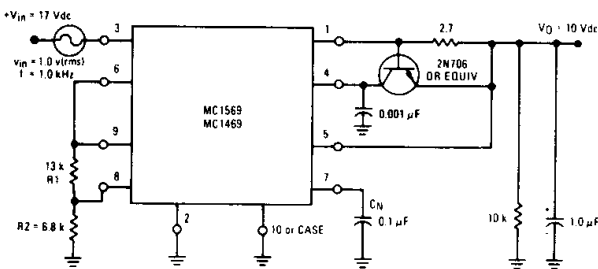 +Vin = 17 Vdc
vin = 1.0 v(rms)
f = 1.0 kHz
3
6
9
8
13 k
R1
R2 = 6.8 k
MC1569
MC1469
2
10 or CASE
1
4
5
7
2.7
2N706
OR EQUIV
0.001 µF
CN
0.1 µF
VO = 10 Vdc
10 k
+
1.0 µF